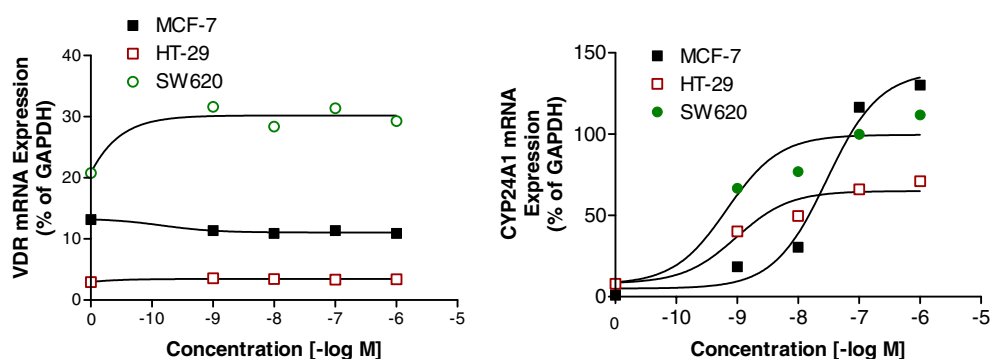 MCF-7
HT-29
SW620
VDR mRNA Expression
(% of GAPDH)
40
30
20
10
0
0 -10 -9 -8 -7 -6 -5
Concentration [-log M]
MCF-7
HT-29
SW620
CYP24A1 mRNA
Expression
(% of GAPDH)
150
100
50
0
0 -10 -9 -8 -7 -6 -5
Concentration [-log M]